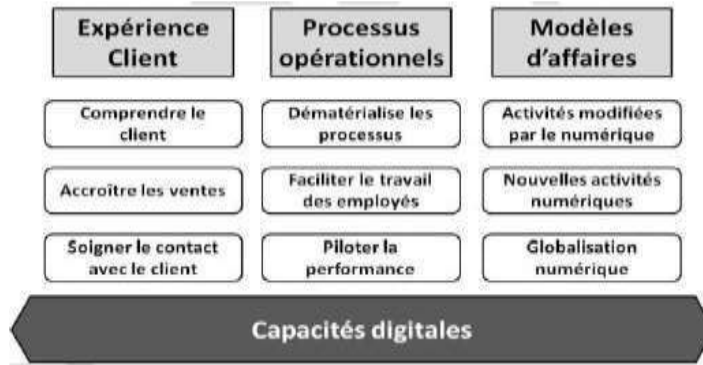 Expérience
Client
Processus
opérationnels
Modèles
d'affaires
Comprendre le
client
Dématérialise les
processus
Activités modifiées
par le numérique
Accroître les ventes
Faciliter le travail
des employés
Nouvelles activités
numériques
Soigner le contact
avec le client
Piloter la
performance
Globalisation
numérique
Capacités digitales